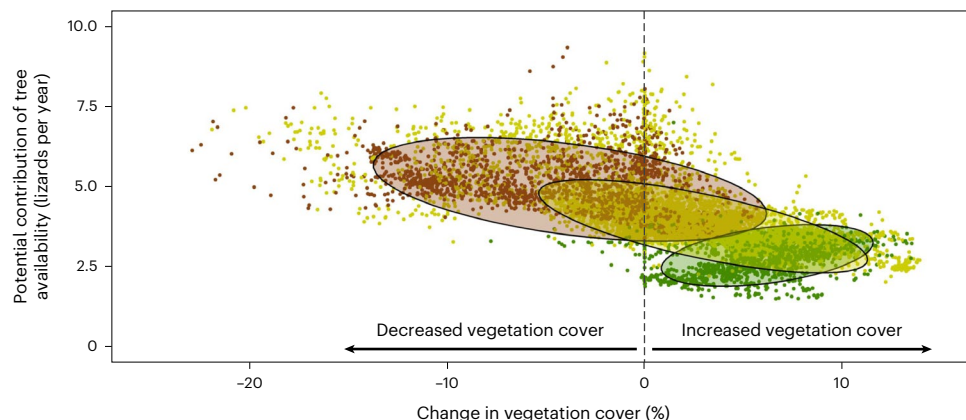 Potential contribution of tree
availability (lizards per year)
10.0
7.5
5.0
2.5
0
Decreased vegetation cover
Increased vegetation cover
−20
−10
0
10
Change in vegetation cover (%)